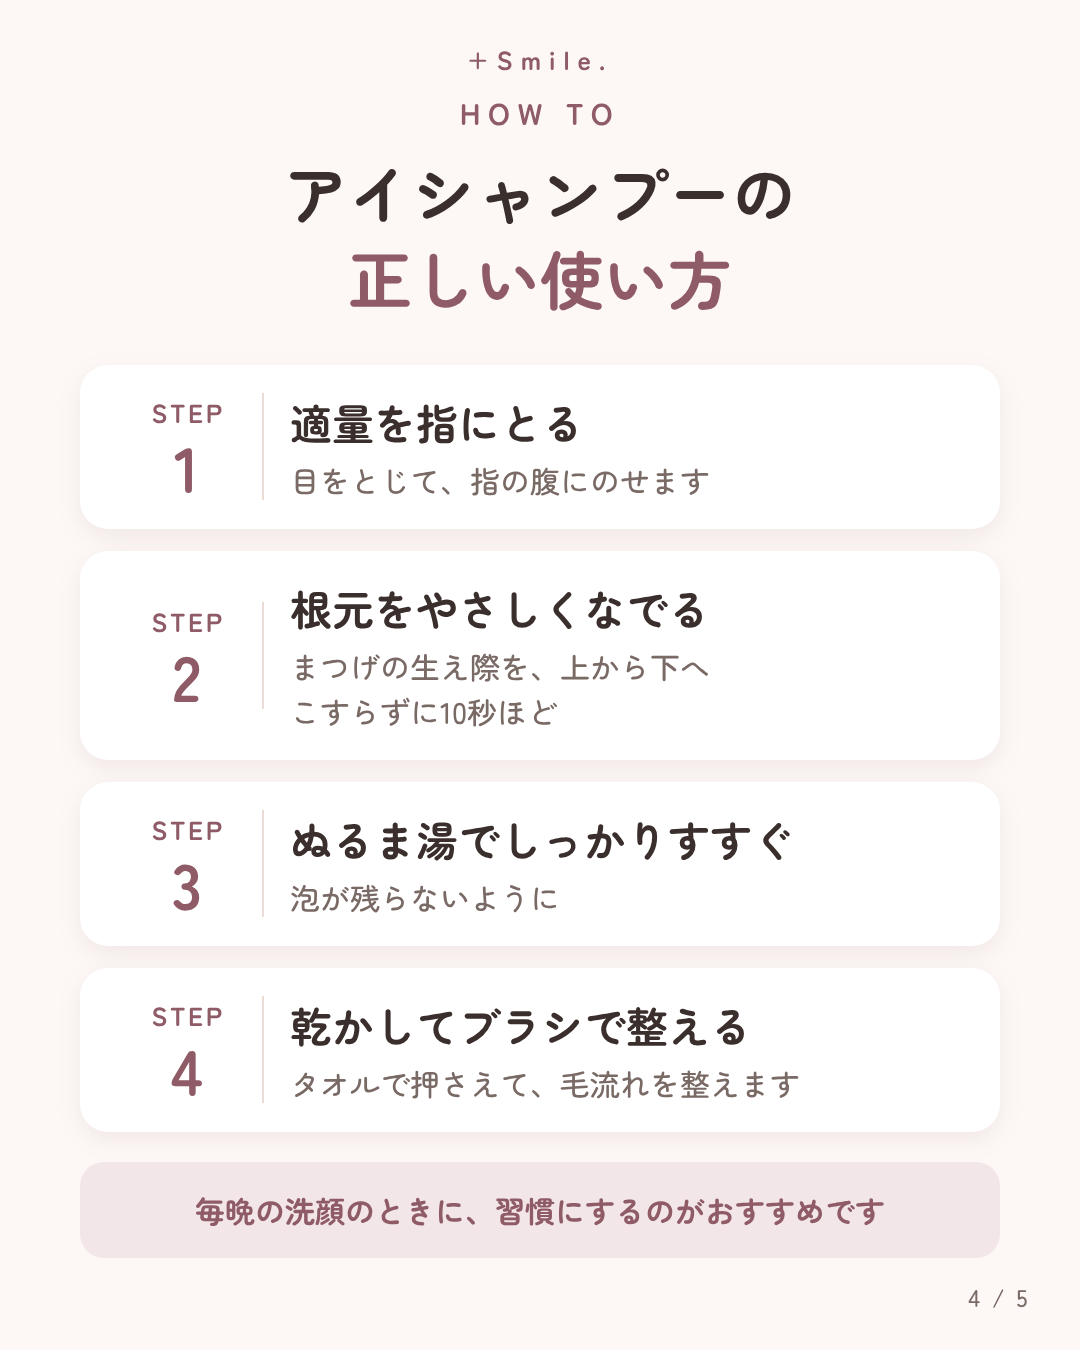 +Smile.
HOW TO
アイシャンプーの
正しい使い方
STEP
1
適量を指にとる
目をとじて、指の腹にのせます
STEP
2
根元をやさしくなでる
まつげの生え際を、上から下へ
こすらずに10秒ほど
STEP
3
ぬるま湯でしっかりすすぐ
泡が残らないように
STEP
4
乾かしてブラシで整える
タオルで押さえて、毛流れを整えます
毎晩の洗顔のときに、習慣にするのがおすすめです
4 / 5